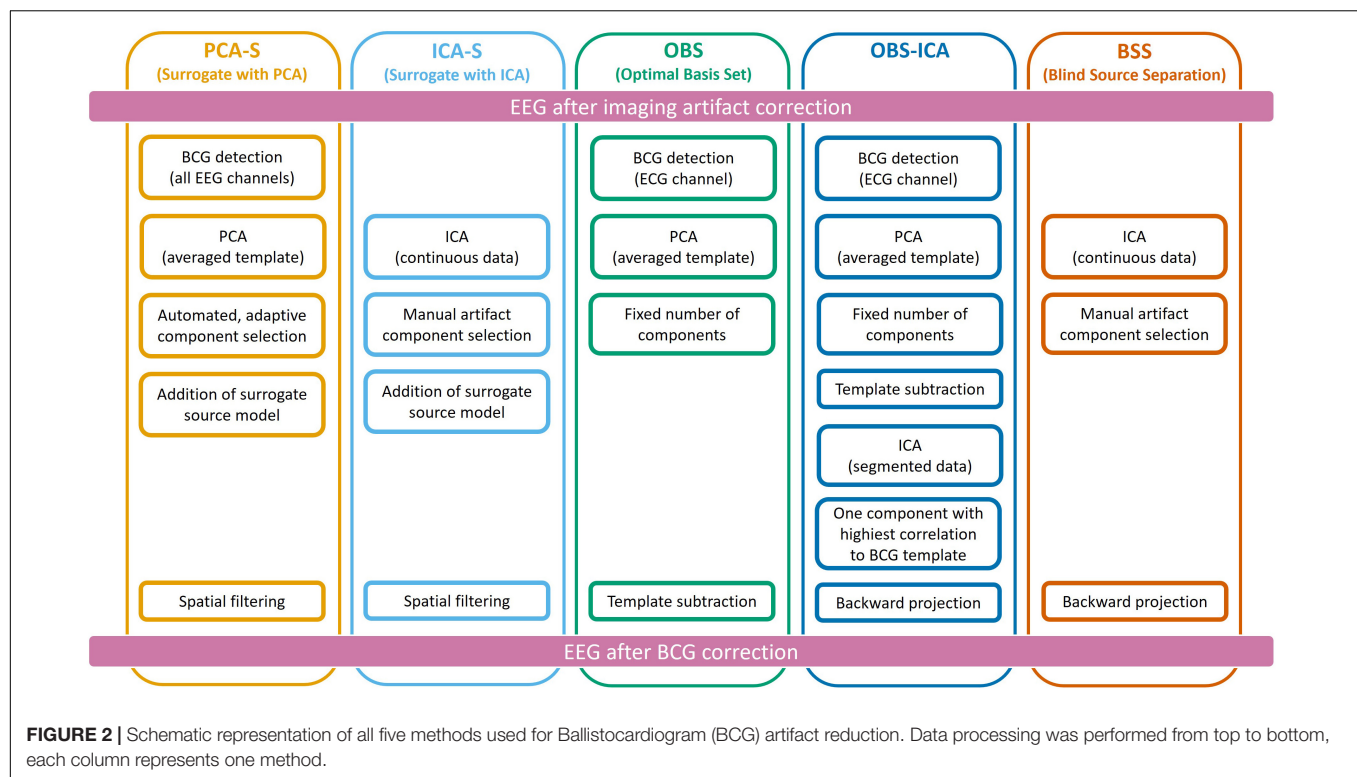 PCA-S
(Surrogate with PCA)
ICA-S
(Surrogate with ICA)
OBS
(Optimal Basis Set)
OBS-ICA
BSS
(Blind Source Separation)
EEG after imaging artifact correction
BCG detection
(all EEG channels)
PCA
(averaged template)
Automated, adaptive
component selection
Addition of surrogate
source model
Spatial filtering
ICA
(continuous data)
Manual artifact
component selection
Addition of surrogate
source model
Spatial filtering
BCG detection
(ECG channel)
PCA
(averaged template)
Fixed number of
components
Template subtraction
BCG detection
(ECG channel)
PCA
(averaged template)
Fixed number of
components
Template subtraction
ICA
(segmented data)
One component with
highest correlation
to BCG template
Backward projection
ICA
(continuous data)
Manual artifact
component selection
Backward projection
EEG after BCG correction
FIGURE 2 | Schematic representation of all five methods used for Ballistocardiogram (BCG) artifact reduction. Data processing was performed from top to bottom,
each column represents one method.